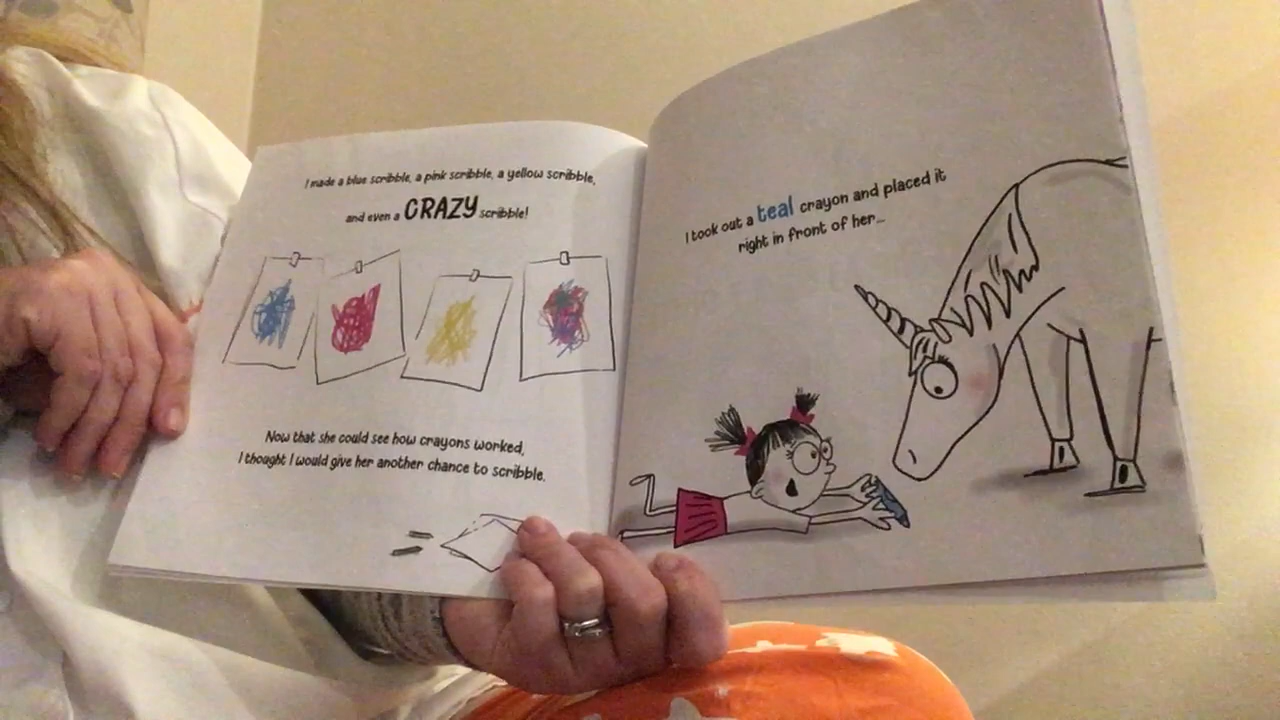 I made a blue scribble, a pink scribble, a yellow scribble,
and even a CRAZY scribble!
Now that she could see how crayons worked,
I thought I would give her another chance to scribble.
I took out a teal crayon and placed it
right in front of her...